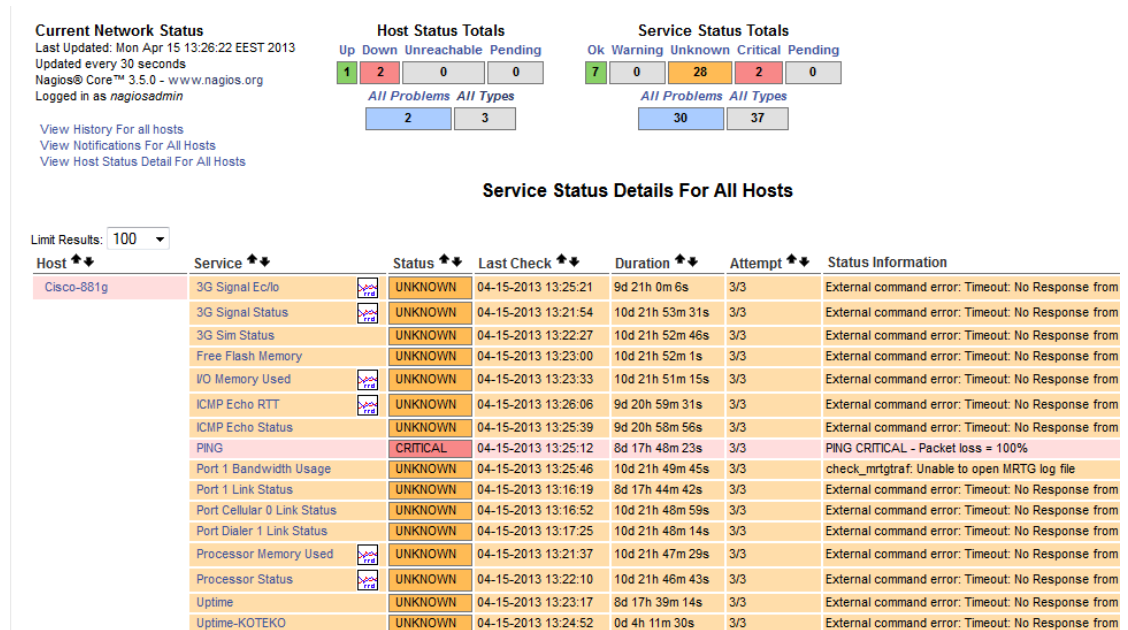 Current Network Status
Last Updated: Mon Apr 15 13:26:22 EEST 2013
Updated every 30 seconds
Nagios® Core™ 3.5.0 - www.nagios.org
Logged in as nagiosadmin
View History For all hosts
View Notifications For All Hosts
View Host Status Detail For All Hosts
Host Status Totals
Up Down Unreachable Pending
1 2 0 0
All Problems All Types
2 3
Service Status Totals
Ok Warning Unknown Critical Pending
7 0 28 2 0
All Problems All Types
30 37
Service Status Details For All Hosts
Limit Results: 100
Host Service Status Last Check Duration Attempt Status Information
Cisco-881g 3G Signal Ec/Io rrd UNKNOWN 04-15-2013 13:25:21 9d 21h 0m 6s 3/3 External command error: Timeout: No Response from
3G Signal Status rrd UNKNOWN 04-15-2013 13:21:54 10d 21h 53m 31s 3/3 External command error: Timeout: No Response from
3G Sim Status UNKNOWN 04-15-2013 13:22:27 10d 21h 52m 46s 3/3 External command error: Timeout: No Response from
Free Flash Memory UNKNOWN 04-15-2013 13:23:00 10d 21h 52m 1s 3/3 External command error: Timeout: No Response from
I/O Memory Used rrd UNKNOWN 04-15-2013 13:23:33 10d 21h 51m 15s 3/3 External command error: Timeout: No Response from
ICMP Echo RTT rrd UNKNOWN 04-15-2013 13:26:06 9d 20h 59m 31s 3/3 External command error: Timeout: No Response from
ICMP Echo Status UNKNOWN 04-15-2013 13:25:39 9d 20h 58m 56s 3/3 External command error: Timeout: No Response from
PING CRITICAL 04-15-2013 13:25:12 8d 17h 48m 23s 3/3 PING CRITICAL - Packet loss = 100%
Port 1 Bandwidth Usage UNKNOWN 04-15-2013 13:25:46 10d 21h 49m 45s 3/3 check_mrtgtraf: Unable to open MRTG log file
Port 1 Link Status UNKNOWN 04-15-2013 13:16:19 8d 17h 44m 42s 3/3 External command error: Timeout: No Response from
Port Cellular 0 Link Status UNKNOWN 04-15-2013 13:16:52 10d 21h 48m 59s 3/3 External command error: Timeout: No Response from
Port Dialer 1 Link Status UNKNOWN 04-15-2013 13:17:25 10d 21h 48m 14s 3/3 External command error: Timeout: No Response from
Processor Memory Used rrd UNKNOWN 04-15-2013 13:21:37 10d 21h 47m 29s 3/3 External command error: Timeout: No Response from
Processor Status rrd UNKNOWN 04-15-2013 13:22:10 10d 21h 46m 43s 3/3 External command error: Timeout: No Response from
Uptime UNKNOWN 04-15-2013 13:23:17 8d 17h 39m 14s 3/3 External command error: Timeout: No Response from
Uptime-KOTEKO UNKNOWN 04-15-2013 13:24:52 0d 4h 11m 30s 3/3 External command error: Timeout: No Response from